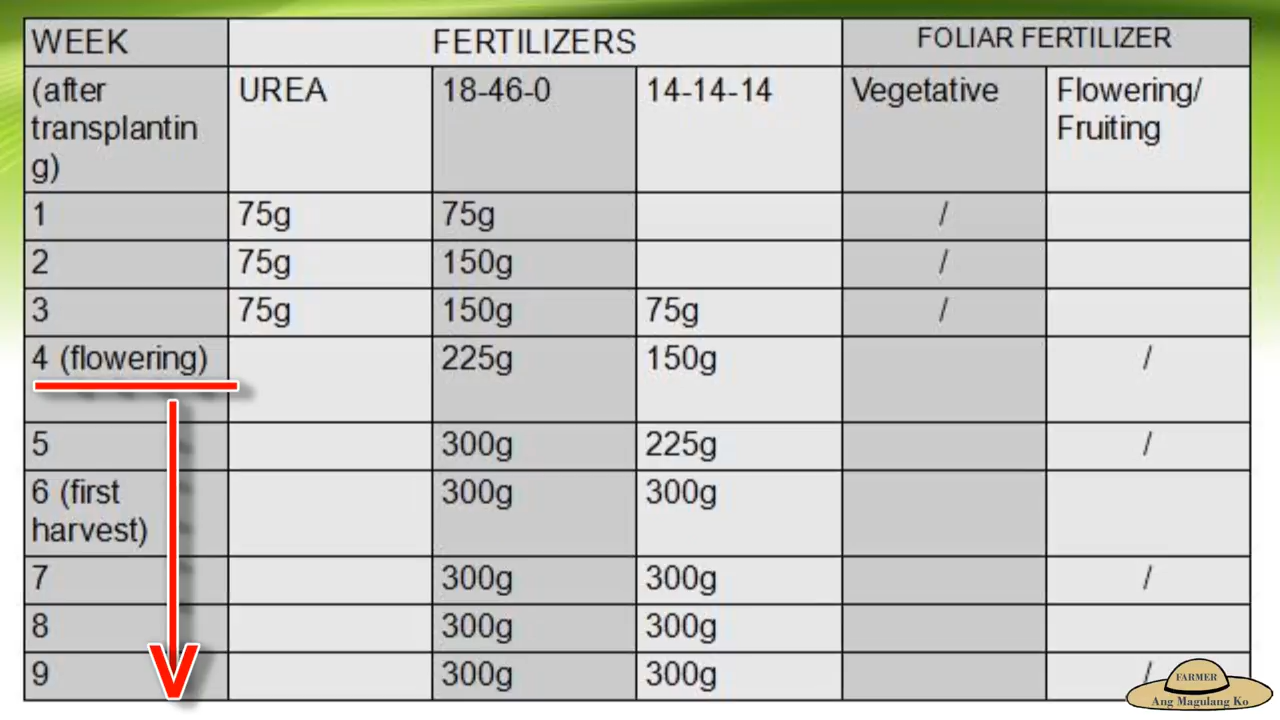 WEEK FERTILIZERS FOLIAR FERTILIZER
(after transplantin g) UREA 18-46-0 14-14-14 Vegetative Flowering/ Fruiting
1 75g 75g /
2 75g 150g /
3 75g 150g 75g /
4 (flowering) 225g 150g /
5 300g 225g /
6 (first harvest) 300g 300g
7 300g 300g /
8 300g 300g
9 300g 300g /
FARMER
Ang Magulang Ko